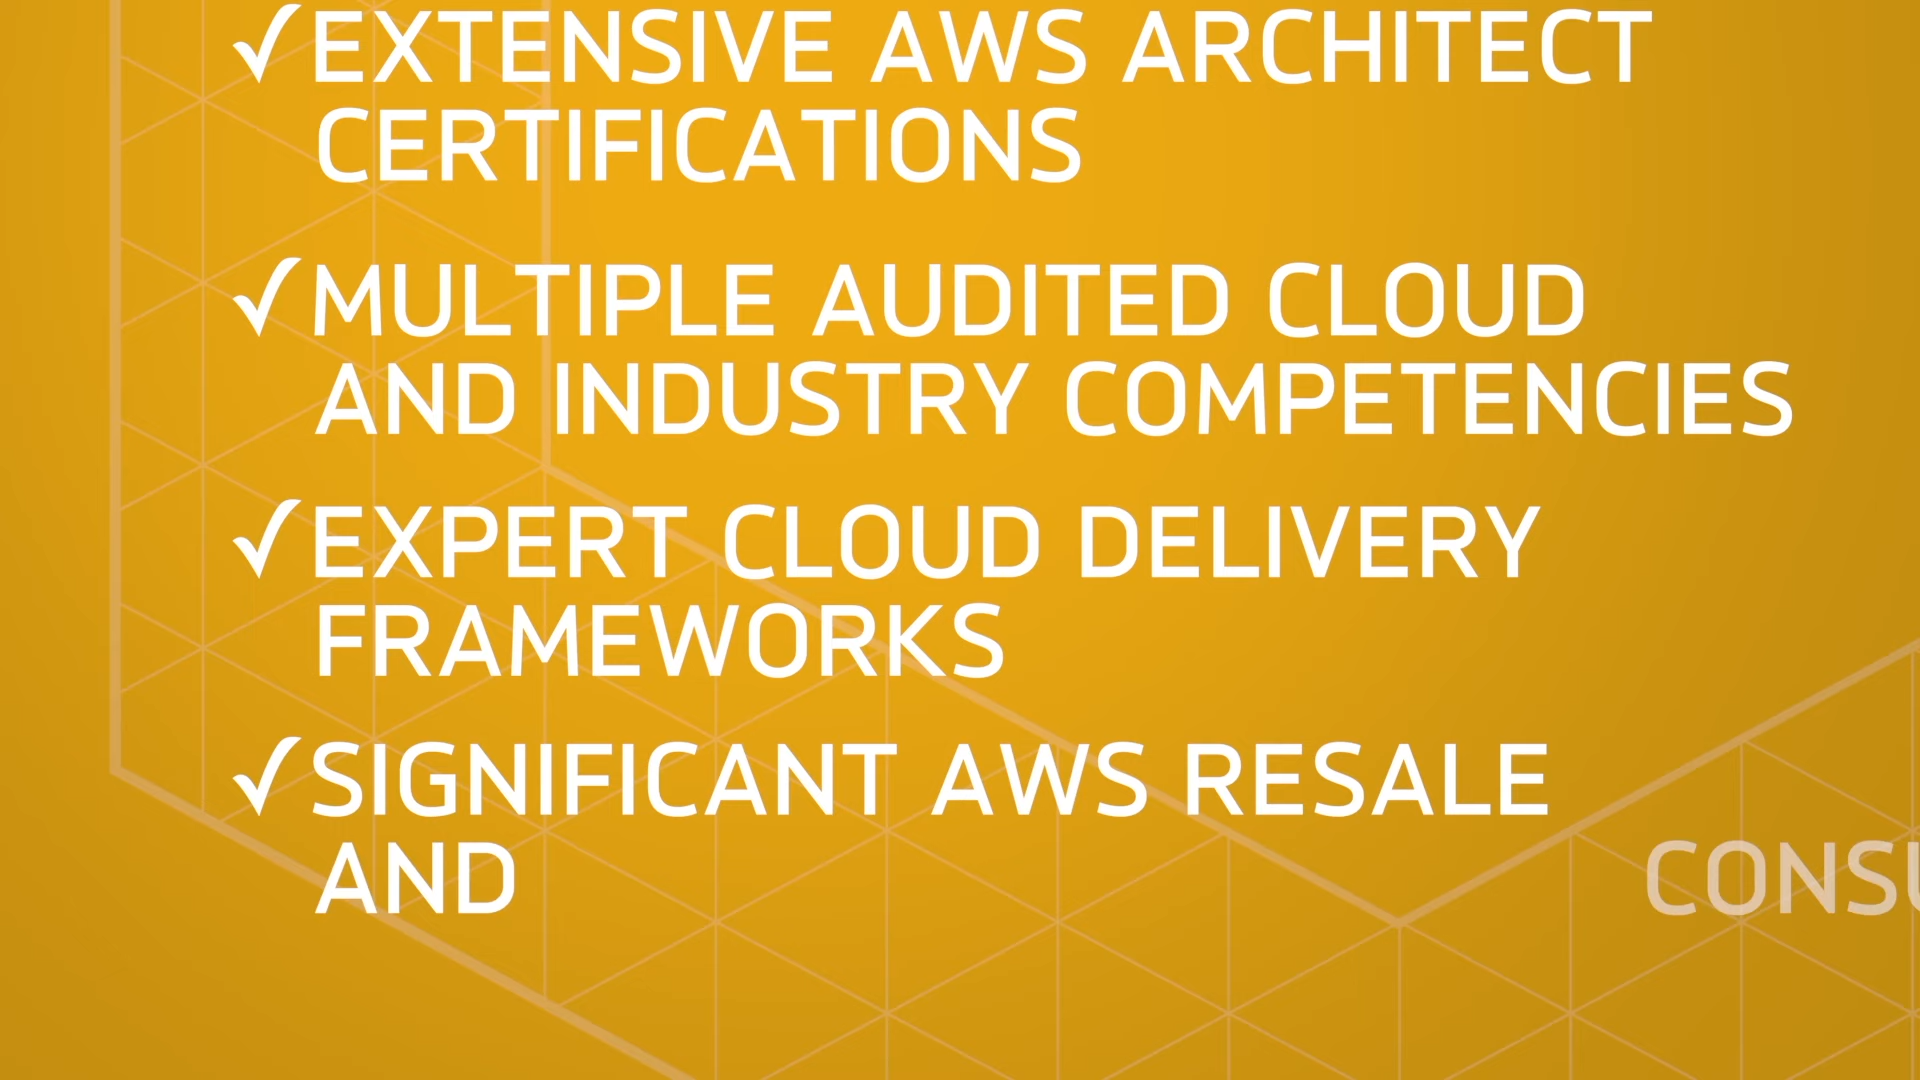 ✓EXTENSIVE AWS ARCHITECT
CERTIFICATIONS
✓MULTIPLE AUDITED CLOUD
AND INDUSTRY COMPETENCIES
✓EXPERT CLOUD DELIVERY
FRAMEWORKS
✓SIGNIFICANT AWS RESALE
AND